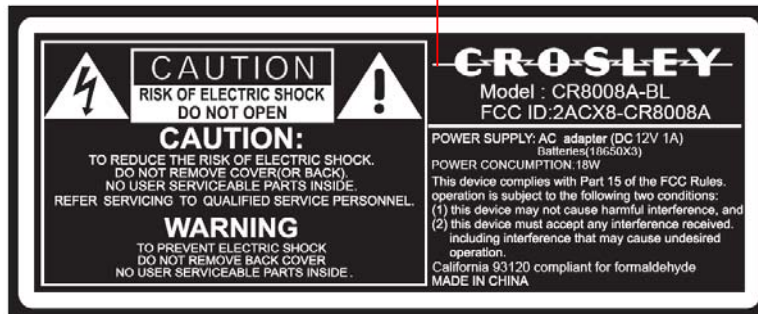 CAUTION
RISK OF ELECTRIC SHOCK
DO NOT OPEN
CAUTION:
TO REDUCE THE RISK OF ELECTRIC SHOCK.
DO NOT REMOVE COVER(OR BACK).
NO USER SERVICEABLE PARTS INSIDE.
REFER SERVICING TO QUALIFIED SERVICE PERSONNEL.
WARNING
TO PREVENT ELECTRIC SHOCK
DO NOT REMOVE BACK COVER
NO USER SERVICEABLE PARTS INSIDE.
CROSLEY
Model : CR8008A-BL
FCC ID:2ACX8-CR8008A
POWER SUPPLY: AC adapter (DC 12V 1A)
Batteries(18650X3)
POWER CONCUMPTION:18W
This device complies with Part 15 of the FCC Rules.
operation is subject to the following two conditions:
(1) this device may not cause harmful interference, and
(2) this device must accept any interference received.
including interference that may cause undesired
operation.
California 93120 compliant for formaldehyde
MADE IN CHINA